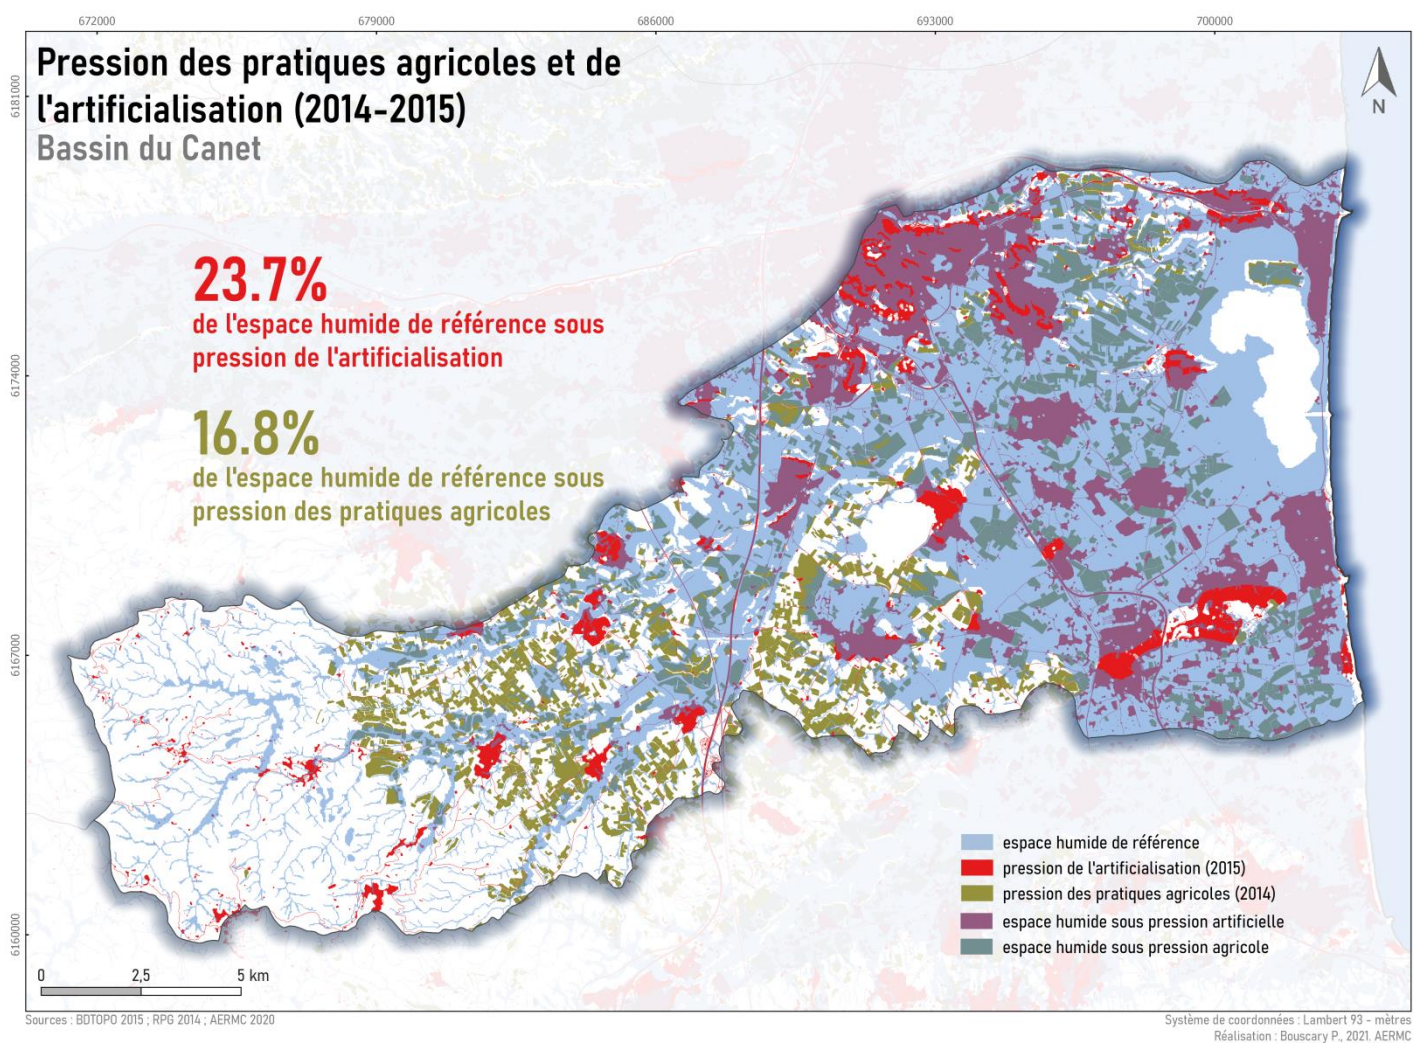 672000
679000
686000
693000
700000
Pression des pratiques agricoles et de
l'artificialisation (2014-2015)
Bassin du Canet
N
6181000
6174000
6167000
6160000
23.7%
de l'espace humide de référence sous
pression de l'artificialisation
16.8%
de l'espace humide de référence sous
pression des pratiques agricoles
espace humide de référence
pression de l'artificialisation (2015)
pression des pratiques agricoles (2014)
espace humide sous pression artificielle
espace humide sous pression agricole
0 2,5 5 km
Sources : BDTOPO 2015 ; RPG 2014 ; AERMC 2020
Système de coordonnées : Lambert 93 - mètres
Réalisation : Bouscary P., 2021. AERMC